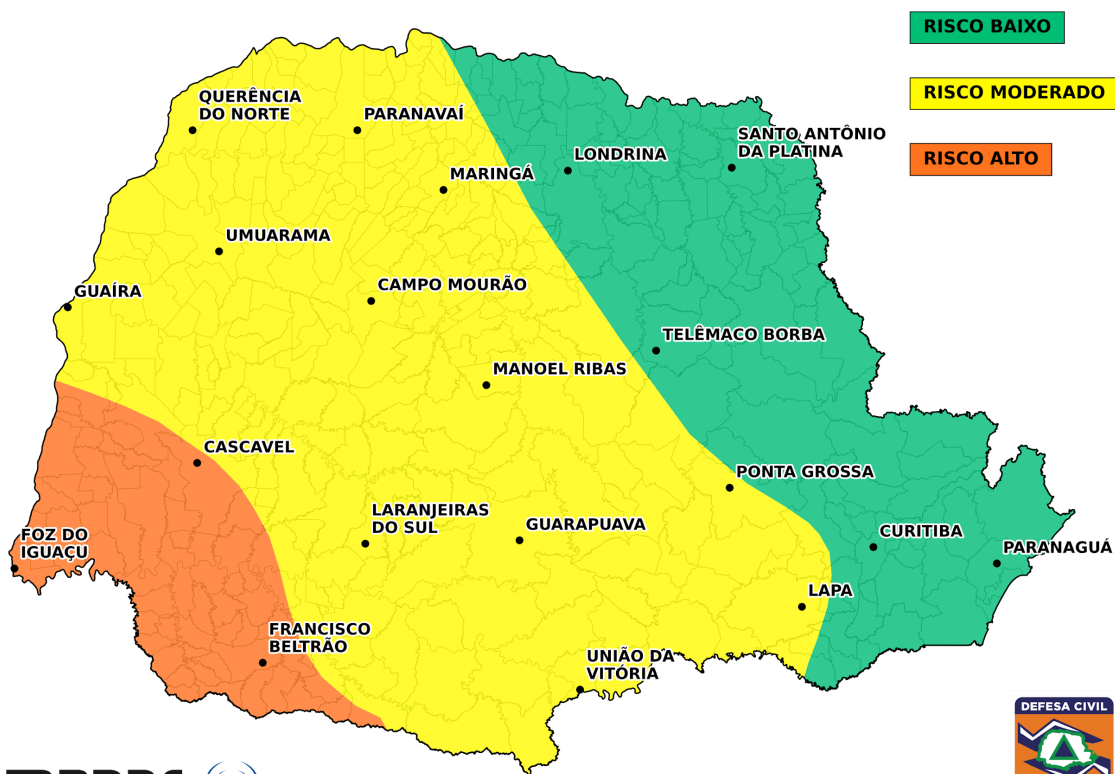 RISCO BAIXO
RISCO MODERADO
RISCO ALTO
QUERÊNCIA
DO NORTE
PARANAVAÍ
SANTO ANTÔNIO
DA PLATINA
LONDRINA
MARINGÁ
UMUARAMA
CAMPO MOURÃO
GUAÍRA
TELÊMACO BORBA
MANOEL RIBAS
CASCAVEL
PONTA GROSSA
LARANJEIRAS
DO SUL
GUARAPUAVA
CURITIBA
FOZ DO
IGUAÇU
PARANAGUÁ
LAPA
FRANCISCO
BELTRÃO
UNIÃO DA
VITÓRIA
DEFESA CIVIL